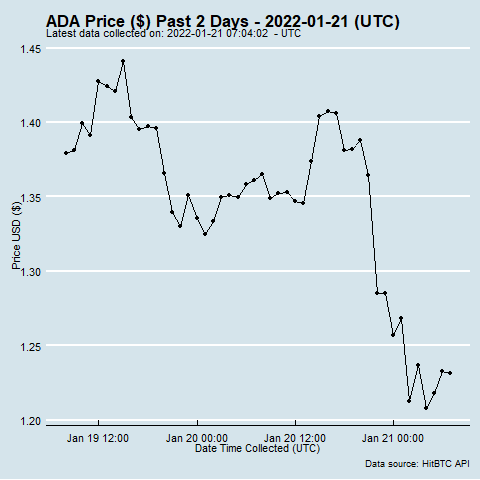 ADA Price ($) Past 2 Days - 2022-01-21 (UTC)
Latest data collected on: 2022-01-21 07:04:02  - UTC
1.45
1.40
1.35
1.30
1.25
1.20
Price USD ($)
Jan 19 12:00
Jan 20 00:00
Jan 20 12:00
Jan 21 00:00
Date Time Collected (UTC)
Data source: HitBTC API